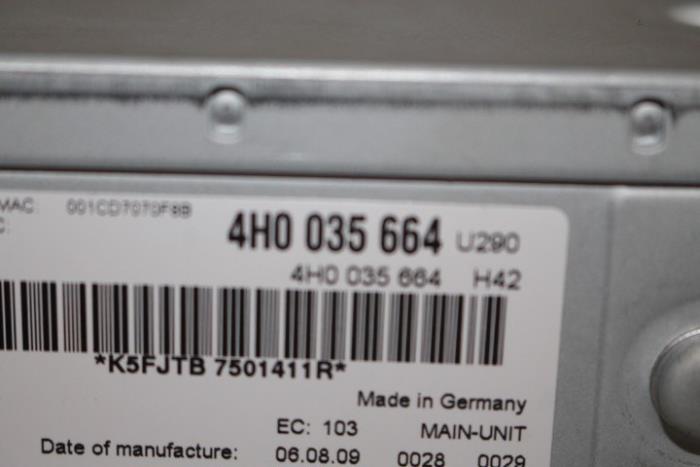 MAC: 001CD7070F8B
4H0 035 664 U290
4H0 035 664 H42
*K5FJTB 7501411R*
Made in Germany
EC: 103 MAIN-UNIT
Date of manufacture: 06.08.09 0028 0029